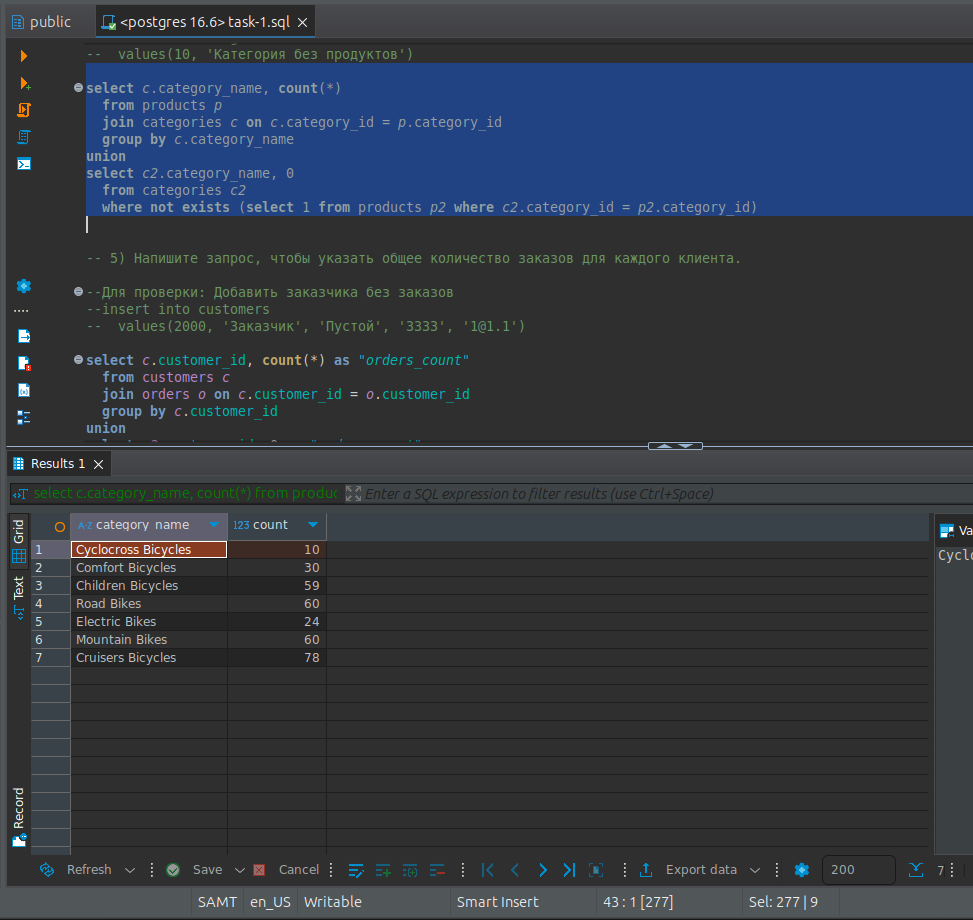 public
<postgres 16.6> task-1.sql
--  values(10, 'Категория без продуктов')
select c.category_name, count(*)
from products p
join categories c on c.category_id = p.category_id
group by c.category_name
union
select c2.category_name, 0
from categories c2
where not exists (select 1 from products p2 where c2.category_id = p2.category_id)
-- 5) Напишите запрос, чтобы указать общее количество заказов для каждого клиента.
--Для проверки: Добавить заказчика без заказов
--insert into customers
--  values(2000, 'Заказчик', 'Пустой', '3333', '1@1.1')
select c.customer_id, count(*) as "orders_count"
from customers c
join orders o on c.customer_id = o.customer_id
group by c.customer_id
union
Results 1
select c.category_name, count(*) from produc
Enter a SQL expression to filter results (use Ctrl+Space)
Grid
Text
Record
A-Z category_name 123 count
1 Cyclocross Bicycles 10
2 Comfort Bicycles 30
3 Children Bicycles 59
4 Road Bikes 60
5 Electric Bikes 24
6 Mountain Bikes 60
7 Cruisers Bicycles 78
Va
Cyclo
Refresh Save Cancel Export data 200 7
SAMT en_US Writable Smart Insert 43 : 1 [277] Sel: 277 | 9